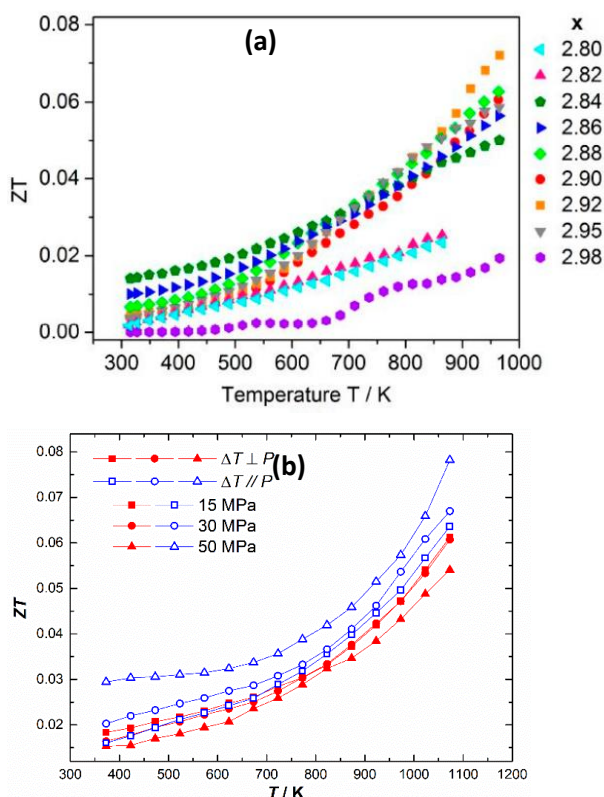 (a)
x
2.80
2.82
2.84
2.86
2.88
2.90
2.92
2.95
2.98
ZT
0.08
0.06
0.04
0.02
0.00
300 400 500 600 700 800 900 1000
Temperature T / K
(b)
ΔT ⊥ P
ΔT // P
15 MPa
30 MPa
50 MPa
ZT
0.08
0.07
0.06
0.05
0.04
0.03
0.02
300 400 500 600 700 800 900 1000 1100 1200
T / K